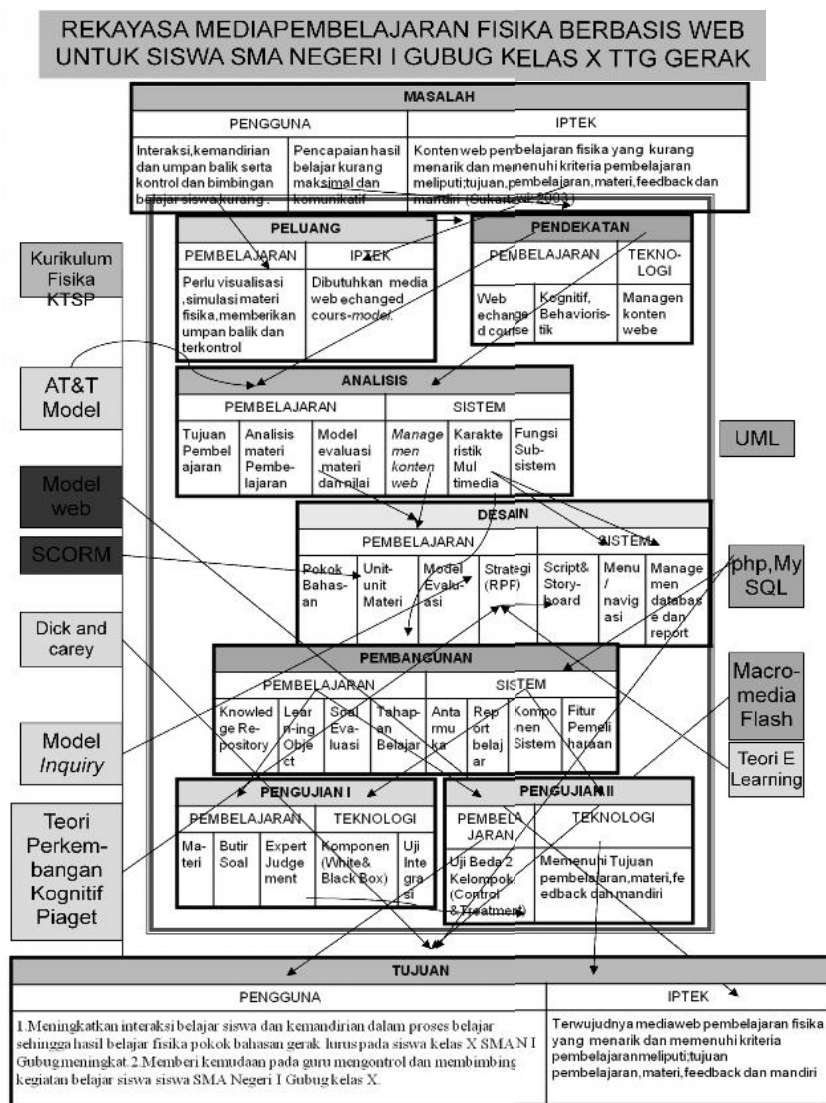 REKAYASA MEDIAPEMBELAJARAN FISIKA BERBASIS WEB
UNTUK SISWA SMA NEGERI I GUBUG KELAS X TTG GERAK
MASALAH
PENGGUNA
IPTEK
Interaksi,kemandirian
dan umpan balik serta
kontrol dan bimbingan
belajar siswa kurang .
Pencapaian hasil
belajar kurang
maksimal dan
komunikatif
Konten web pembelajaran fisika yang kurang
menarik dan memenuhi kriteria pembelajaran
meliputi;tujuan,pembelajaran,materi,feedback dan
mandiri
PELUANG
PEMBELAJARAN
IPTEK
Perlu visualisasi
,simulasi materi
fisika,memberikan
umpan balik dan
terkontrol
Dibutuhkan media
web echanged
cours-model.
PENDEKATAN
PEMBELAJARAN
TEKNO-
LOGI
Web
echange
d course
Kognitif,
Behavioris-
tik
Managen
konten
webe
Kurikulum
Fisika
KTSP
AT&T
Model
Model
web
SCORM
Dick and
carey
Model
Inquiry
Teori
Perkem-
bangan
Kognitif
Piaget
ANALISIS
PEMBELAJARAN
SISTEM
Tujuan
Pembel
ajaran
Analisis
materi
Pembe-
lajaran
Model
evaluasi
materi
dan nilai
Manage
men
konten
web
Karakte
ristik
Mul
timedia
Fungsi
Sub-
sistem
UML
php,My
SQL
Macro-
media
Flash
Teori E
Learning
DESAIN
PEMBELAJARAN
SISTEM
Pokok
Bahas-
an
Unit-
unit
Materi
Model
Evalu-
asi
Strategi
(RPF)
Script&
Story-
board
Menu
/
navig
asi
Manage
men
databas
e dan
report
PEMBANGUNAN
PEMBELAJARAN
SISTEM
Knowled
ge Re-
pository
Lear
n-ing
Obje
ct
Soal
Eva-
luasi
Tahap-
an
Belajar
Anta
rmu
ka
Rep
ort
belaj
ar
Kompo
nen
Sistem
Fitur
Pemeli
haraan
PENGUJIAN I
PEMBELAJARAN
TEKNOLOGI
Ma-
teri
Butir
Soal
Expert
Judge
ment
Komponen
(White&
Black Box)
Uji
Inte
gra
si
PENGUJIAN II
PEMBELA
JARAN
TEKNOLOGI
Uji Beda 2
Kelompok
(Control
&Treatment)
Memenuhi Tujuan
pembelajaran,materi,fe
edback dan mandiri
TUJUAN
PENGGUNA
IPTEK
1.Meningkatkan interaksi belajar siswa dan kemandirian dalam proses belajar
sehingga hasil belajar fisika pokok bahasan gerak lurus pada siswa kelas X SMAN I
Gubug meningkat.2.Memberi kemudaan pada guru mengontrol dan membimbing
kegiatan belajar siswa siswa SMA Negeri I Gubug kelas X.
Terwujudnya mediaweb pembelajaran fisika
yang menarik dan memenuhi kriteria
pembelajaranmeliputi;tujuan
pembelajaran,materi,feedback dan mandiri